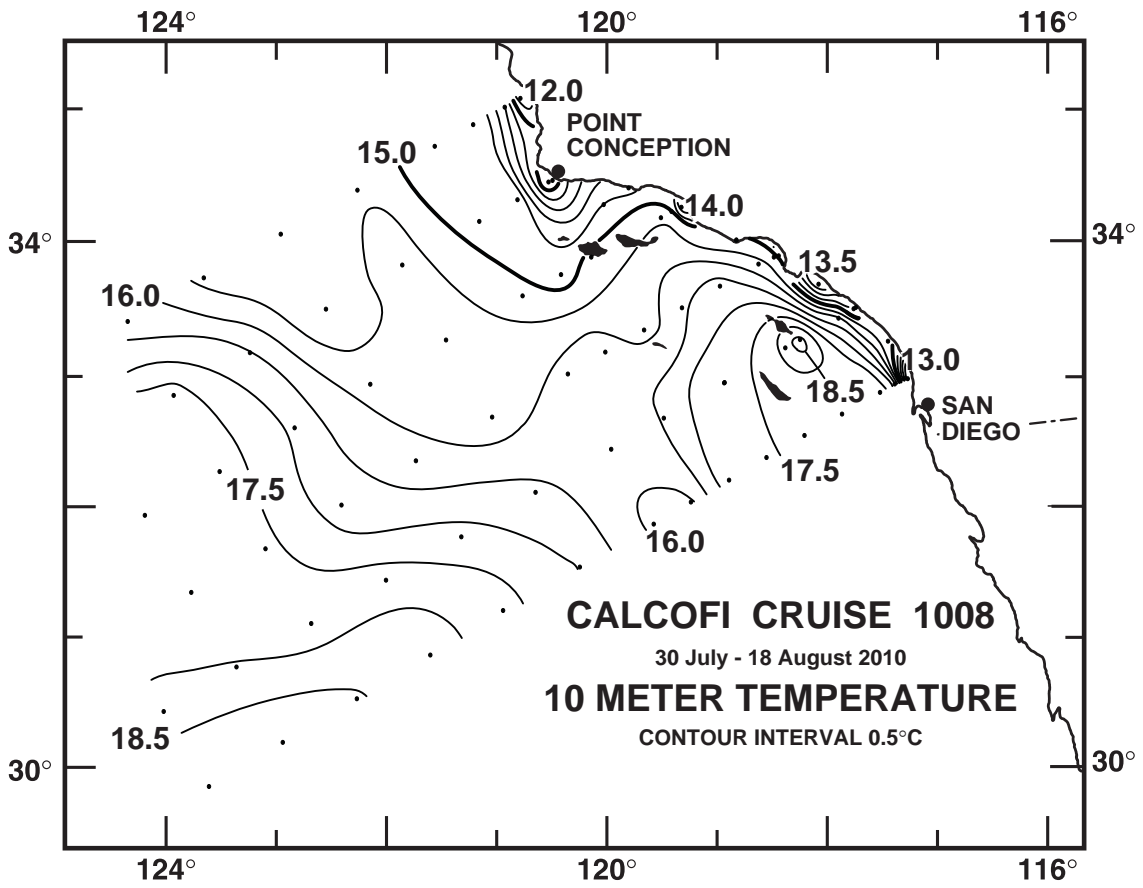 124° 120° 116°
12.0
POINT
CONCEPTION
15.0
14.0
34° 34°
13.5
16.0
13.0
18.5
SAN
DIEGO
17.5
17.5
16.0
CALCOFI CRUISE 1008
30 July - 18 August 2010
10 METER TEMPERATURE
CONTOUR INTERVAL 0.5°C
18.5
30° 30°
124° 120° 116°